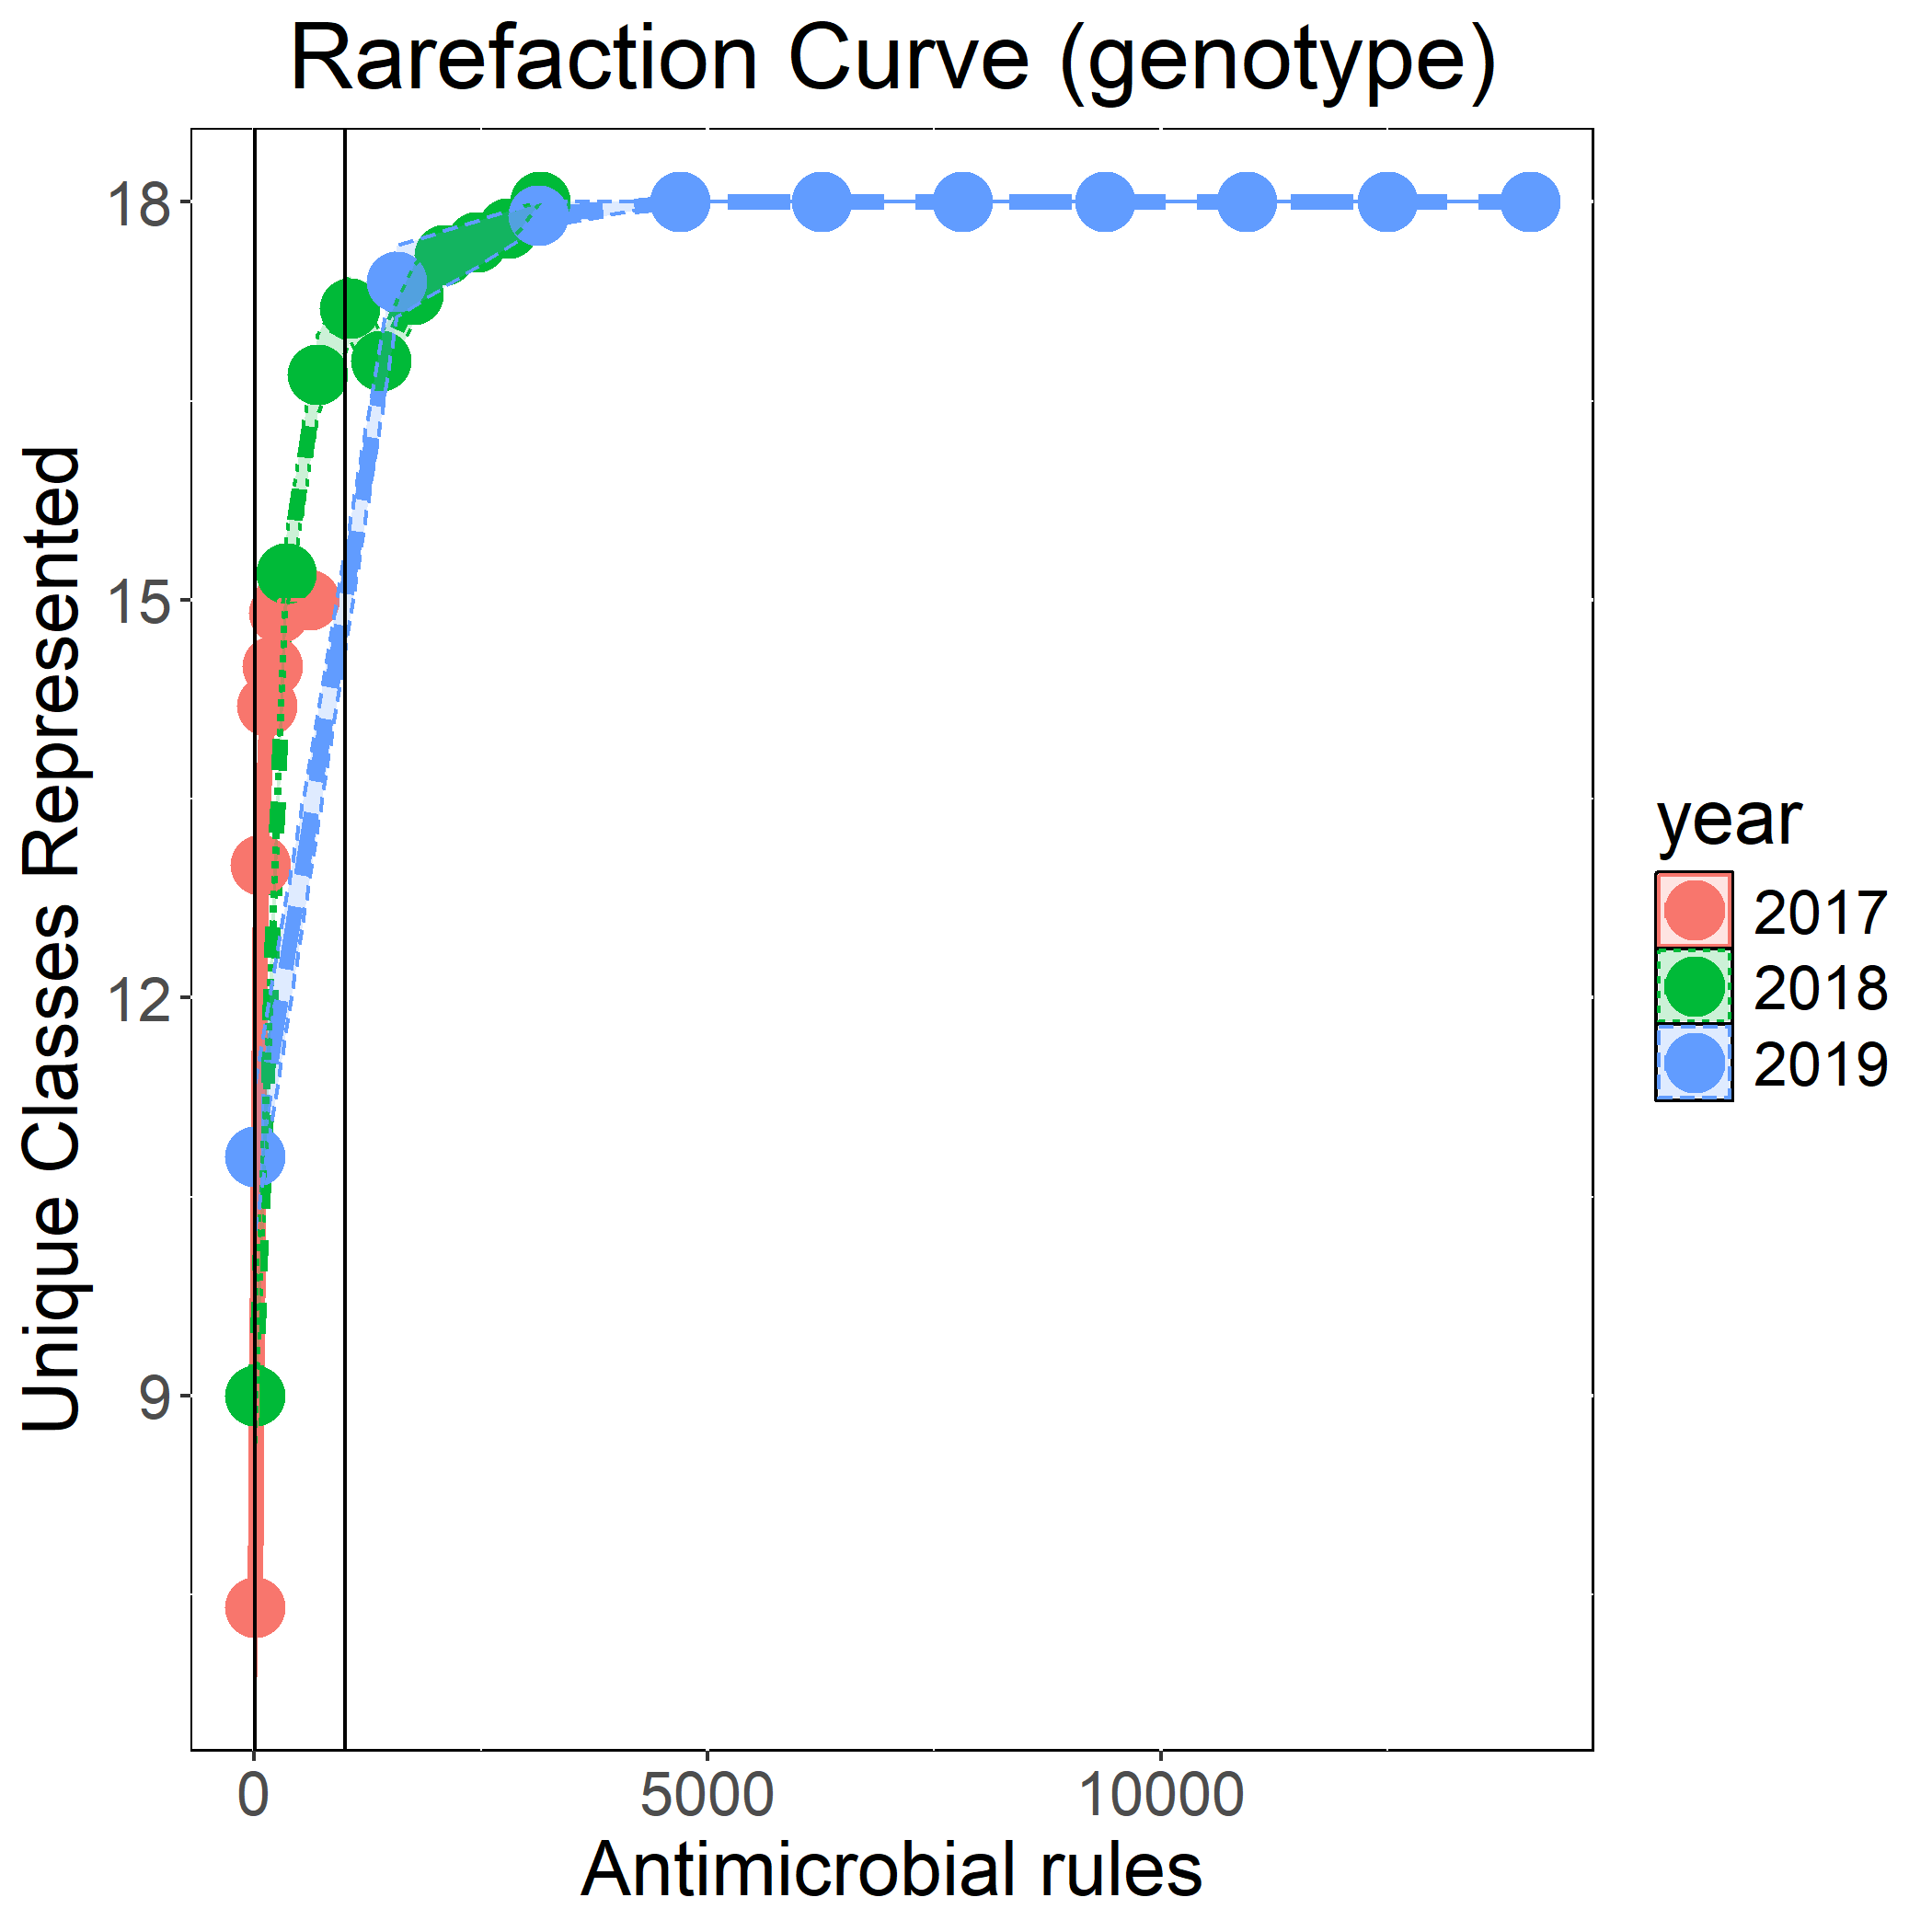 Rarefaction Curve (genotype)
Unique Classes Represented
18
15
12
9
0 5000 10000
Antimicrobial rules
year
2017
2018
2019